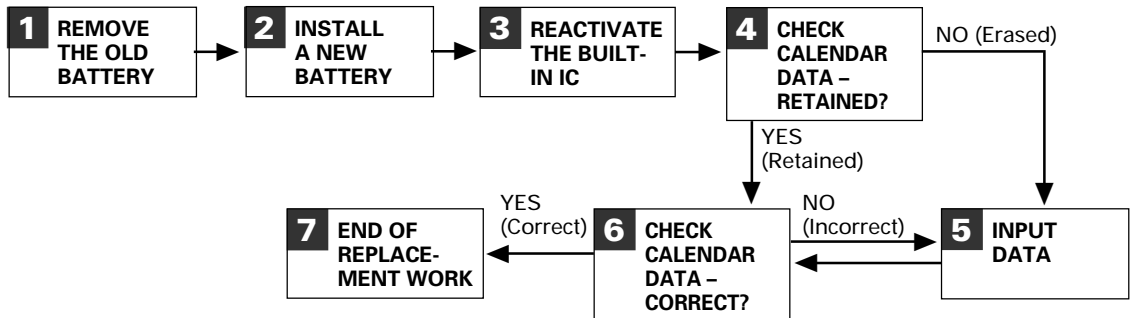 1 REMOVE
THE OLD
BATTERY
2 INSTALL
A NEW
BATTERY
3 REACTIVATE
THE BUILT-
IN IC
4 CHECK
CALENDAR
DATA –
RETAINED?
NO (Erased)
YES
(Retained)
5 INPUT
DATA
NO
(Incorrect)
6 CHECK
CALENDAR
DATA –
CORRECT?
YES
(Correct)
7 END OF
REPLACE-
MENT WORK